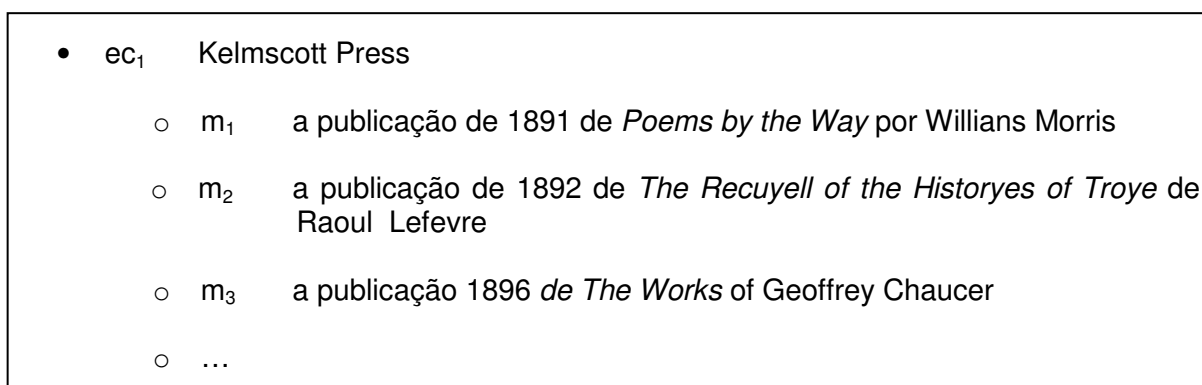 • ec₁ Kelmscott Press
○ m₁ a publicação de 1891 de Poems by the Way por Willians Morris
○ m₂ a publicação de 1892 de The Recuyell of the Historyes of Troye de
Raoul Lefevre
○ m₃ a publicação 1896 de The Works of Geoffrey Chaucer
○ …